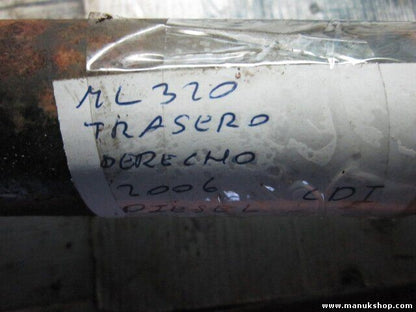 ML320
TRASERO
DERECHO
2006 CDI
DIESEL
www.manukshop.com